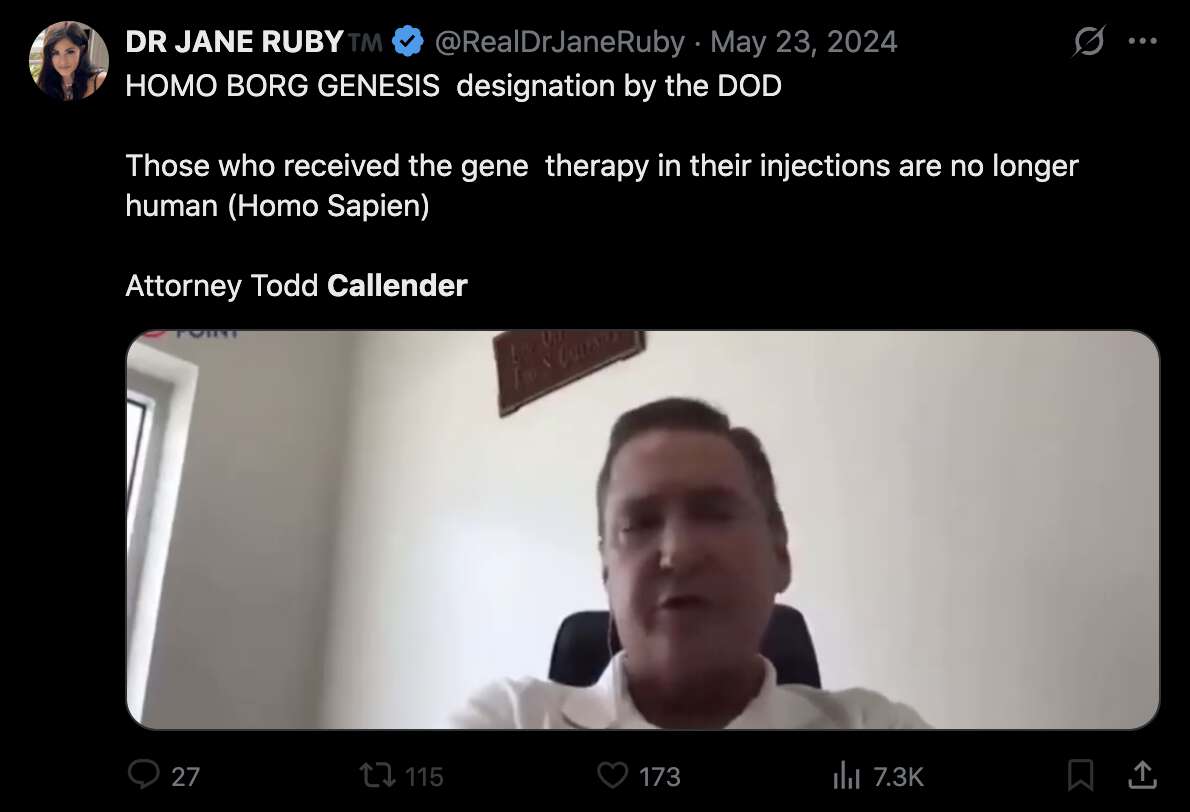 DR JANE RUBY™ @RealDrJaneRuby · May 23, 2024
HOMO BORG GENESIS  designation by the DOD
Those who received the gene  therapy in their injections are no longer
human (Homo Sapien)
Attorney Todd Callender
POINT
27 115 173 7.3K